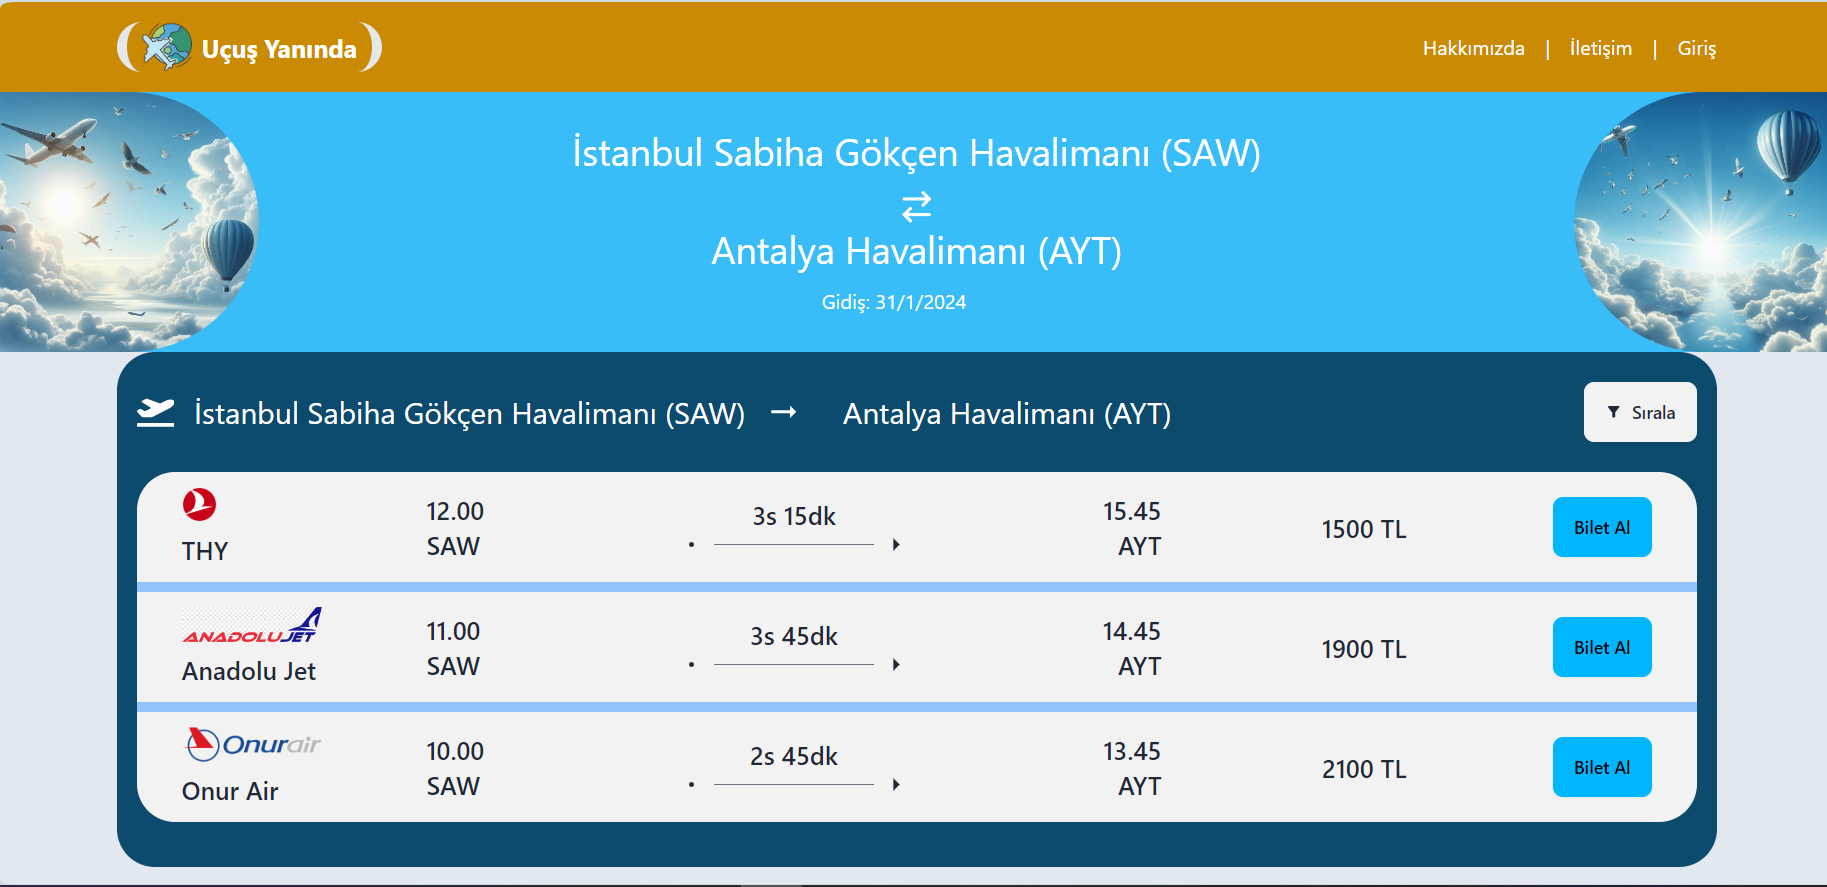 Uçuş Yanında
Hakkımızda | İletişim | Giriş
İstanbul Sabiha Gökçen Havalimanı (SAW)
Antalya Havalimanı (AYT)
Gidiş: 31/1/2024
İstanbul Sabiha Gökçen Havalimanı (SAW) → Antalya Havalimanı (AYT)
Sırala
THY
12.00
SAW
3s 15dk
15.45
AYT
1500 TL
Bilet Al
ANADOLUJET
Anadolu Jet
11.00
SAW
3s 45dk
14.45
AYT
1900 TL
Bilet Al
Onurair
Onur Air
10.00
SAW
2s 45dk
13.45
AYT
2100 TL
Bilet Al